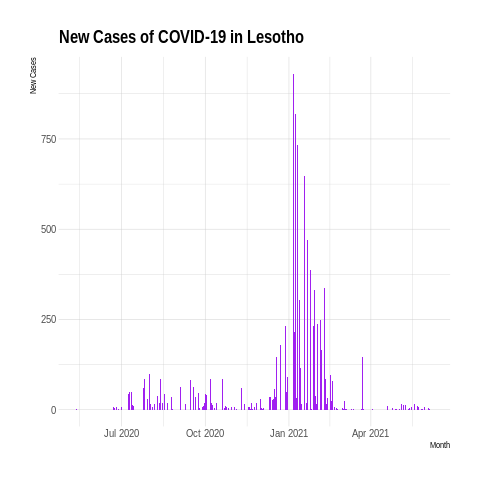 New Cases of COVID-19 in Lesotho
New Cases
750
500
250
0
Jul 2020 Oct 2020 Jan 2021 Apr 2021
Month